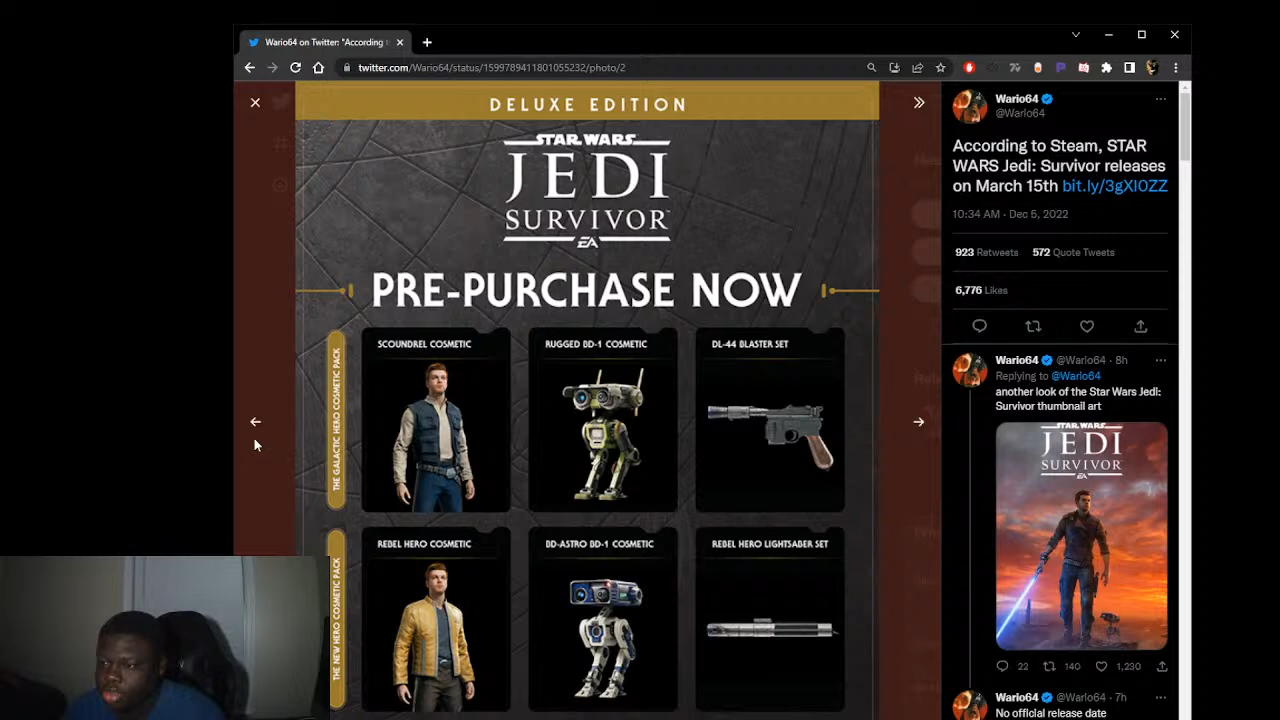 Wario64 on Twitter: "According t
twitter.com/Wario64/status/1599789411801055232/photo/2
DELUXE EDITION
STAR WARS
JEDI
SURVIVOR
EA
PRE-PURCHASE NOW
THE GALACTIC HERO COSMETIC PACK
SCOUNDREL COSMETIC
RUGGED BD-1 COSMETIC
DL-44 BLASTER SET
THE NEW HERO COSMETIC PACK
REBEL HERO COSMETIC
BD-ASTRO BD-1 COSMETIC
REBEL HERO LIGHTSABER SET
Wario64
@Wario64
According to Steam, STAR
WARS Jedi: Survivor releases
on March 15th bit.ly/3gXI0ZZ
10:34 AM · Dec 5, 2022
923 Retweets 572 Quote Tweets
6,776 Likes
Wario64 @Wario64 · 8h
Replying to @Wario64
another look of the Star Wars Jedi:
Survivor thumbnail art
STAR WARS
JEDI
SURVIVOR
EA
22 140 1,230
Wario64 @Wario64 · 7h
No official release date